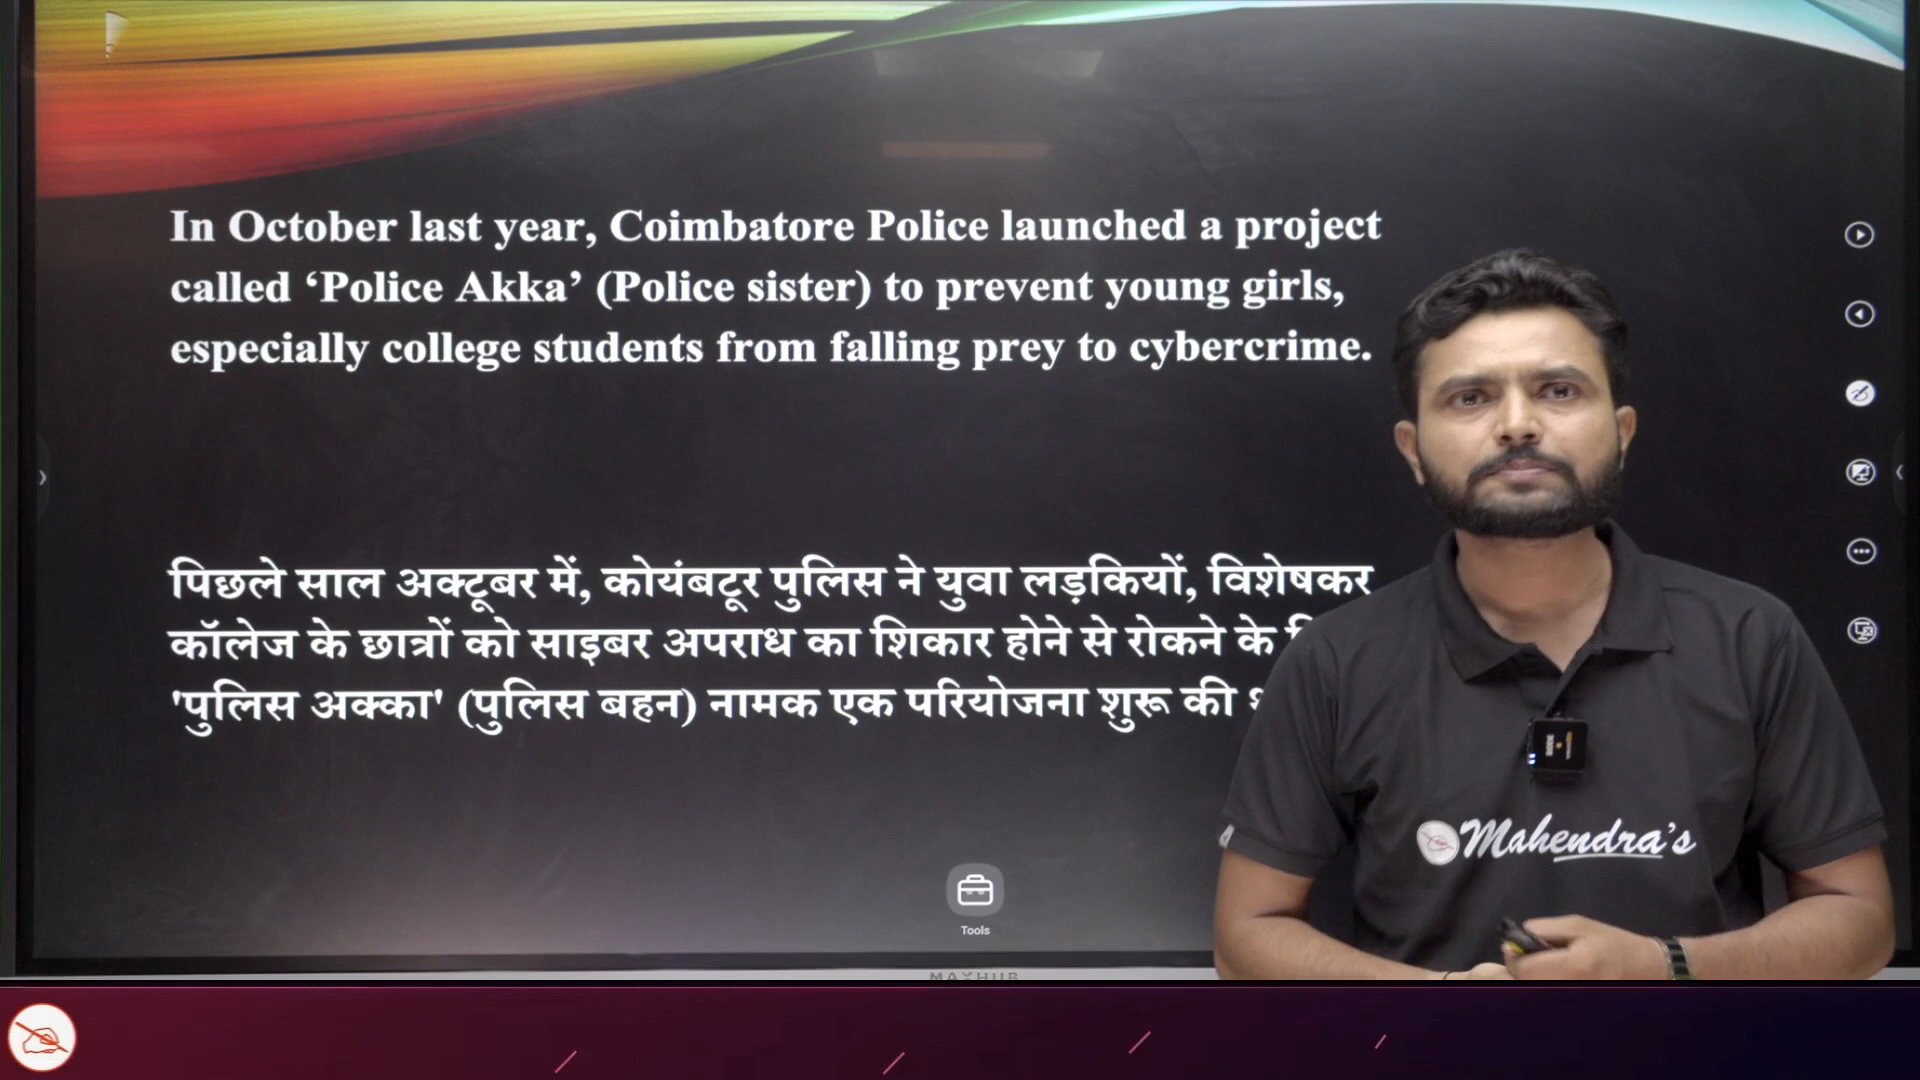 In October last year, Coimbatore Police launched a project
called ‘Police Akka’ (Police sister) to prevent young girls,
especially college students from falling prey to cybercrime.
पिछले साल अक्टूबर में, कोयंबटूर पुलिस ने युवा लड़कियों, विशेषकर
कॉलेज के छात्रों को साइबर अपराध का शिकार होने से रोकने के
'पुलिस अक्का' (पुलिस बहन) नामक एक परियोजना शुरू की
RODE
Mahendra's
Tools
MAXHUB